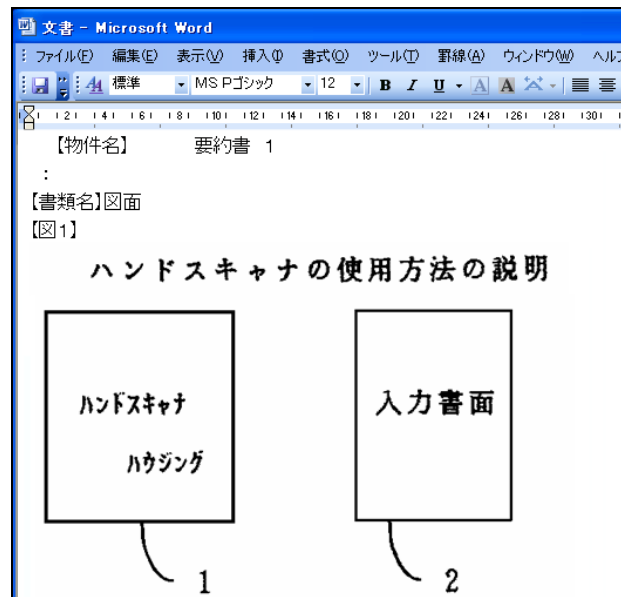 文書 - Microsoft Word
ファイル(F) 編集(E) 表示(V) 挿入(I) 書式(O) ツール(T) 罫線(A) ウィンドウ(W) ヘル
標準 MS Pゴシック 12 B I U A A
2 4 6 8 10 12 14 16 18 20 22 24 26 28 30
【物件名】 要約書 1
:
【書類名】図面
【図1】
ハンドスキャナの使用方法の説明
ハンドスキャナ
ハウジング
入力書面
1 2